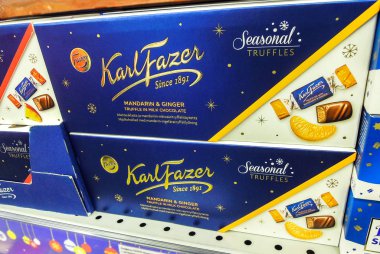 Karl Fazer
Since 1891
MANDARIN & GINGER
TRUFFLE IN MILK CHOCOLATE
Seasonal
TRUFFLES
Karl Fazer
Since 1891
MANDARIN & GINGER
TRUFFLE IN MILK CHOCOLATE
Seasonal
TRUFFLES